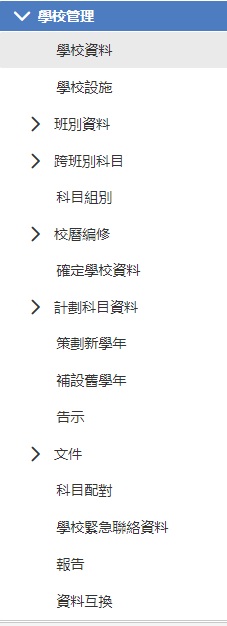 學校管理
學校資料
學校設施
班別資料
跨班別科目
科目組別
校曆編修
確定學校資料
計劃科目資料
策劃新學年
補設舊學年
告示
文件
科目配對
學校緊急聯絡資料
報告
資料互換